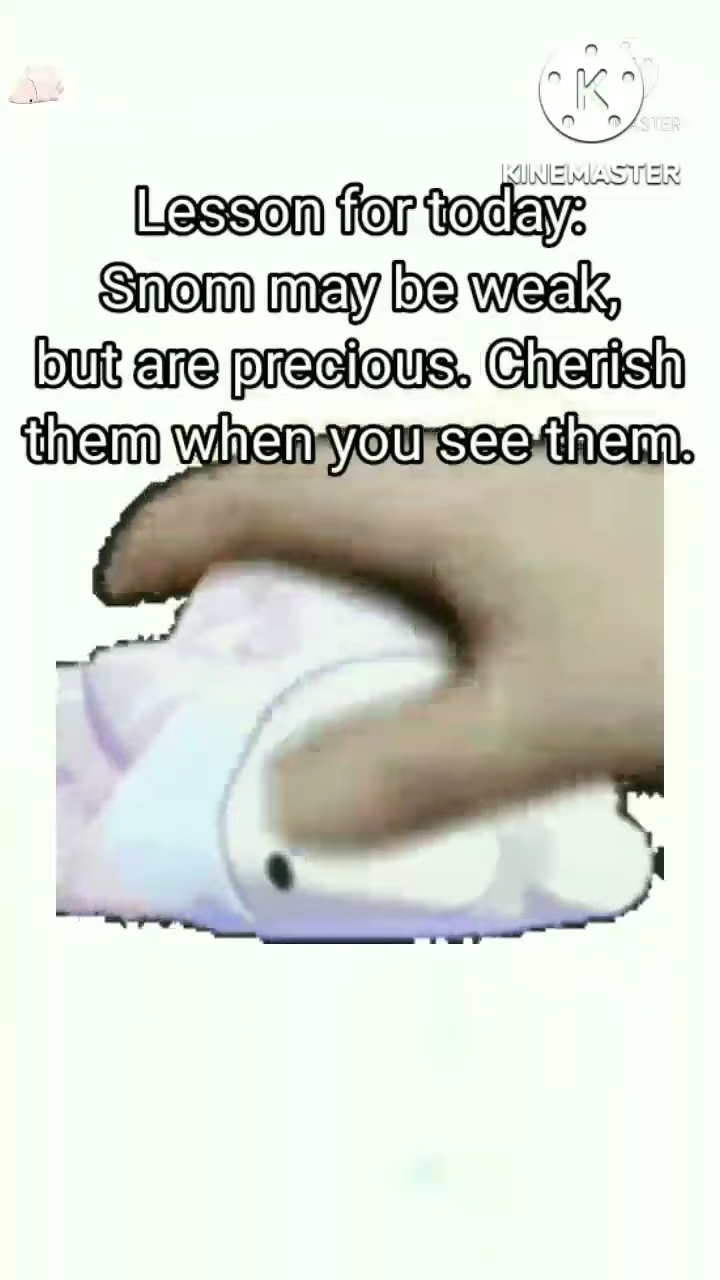 K
KINEMASTER
Lesson for today:
Snom may be weak,
but are precious. Cherish
them when you see them.